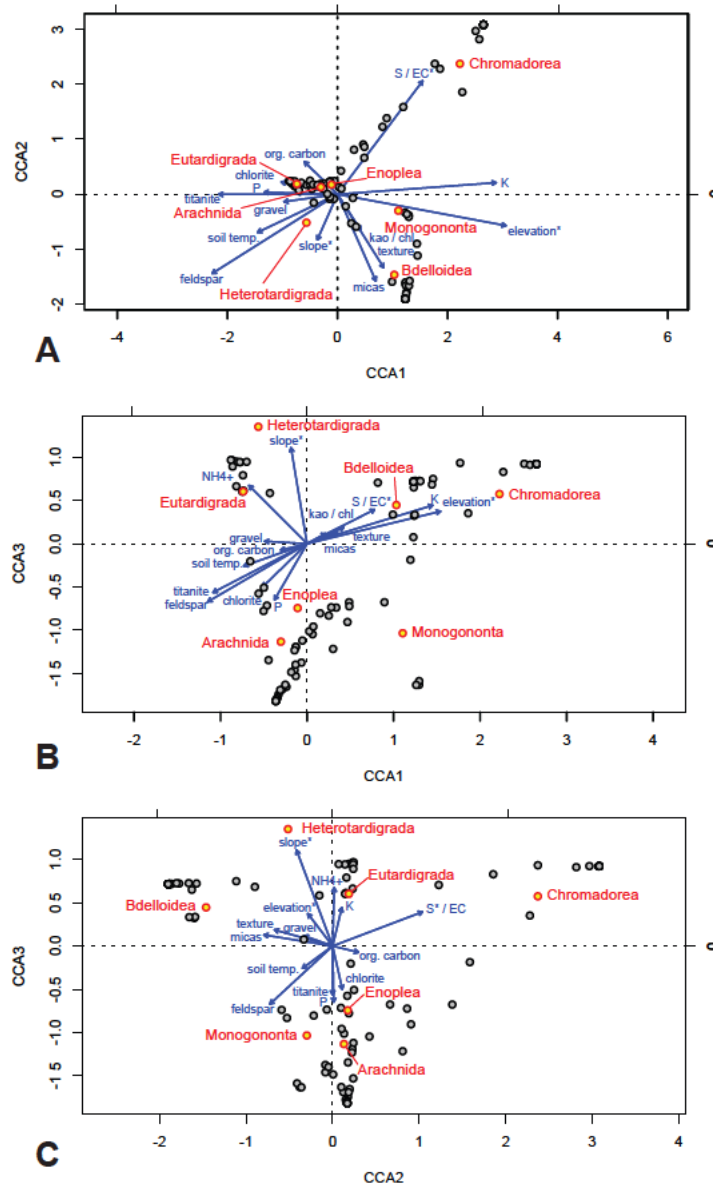 3
2
1
0
-1
-2
CCA2
S / EC*
Chromadorea
org. carbon
Eutardigrada
Enoplea
chlorite
P
K
titanite*
Arachnida
gravel
Monogononta
elevation*
soil temp.
slope*
kao / chl
texture
Bdelloidea
feldspar
micas
Heterotardigrada
-4
-2
0
2
4
6
CCA1
A
Heterotardigrada
slope*
1.0
Bdelloidea
NH4+
Chromadorea
Eutardigrada
S / EC*
K
elevation*
0.5
kao / chl
gravel
texture
0.0
org. carbon
micas
soil temp.
CCA3
-0.5
titanite
chlorite
Enoplea
feldspar
P
-1.0
Arachnida
Monogononta
-1.5
-2
-1
0
1
2
3
4
CCA1
B
Heterotardigrada
slope*
1.0
NH4+
Eutardigrada
Chromadorea
0.5
Bdelloidea
elevation*
K
S* / EC
texture
gravel
micas
0.0
org. carbon
soil temp.
CCA3
chlorite
-0.5
titanite
Enoplea
feldspar
P
-1.0
Monogononta
Arachnida
-1.5
-2
-1
0
1
2
3
4
CCA2
C